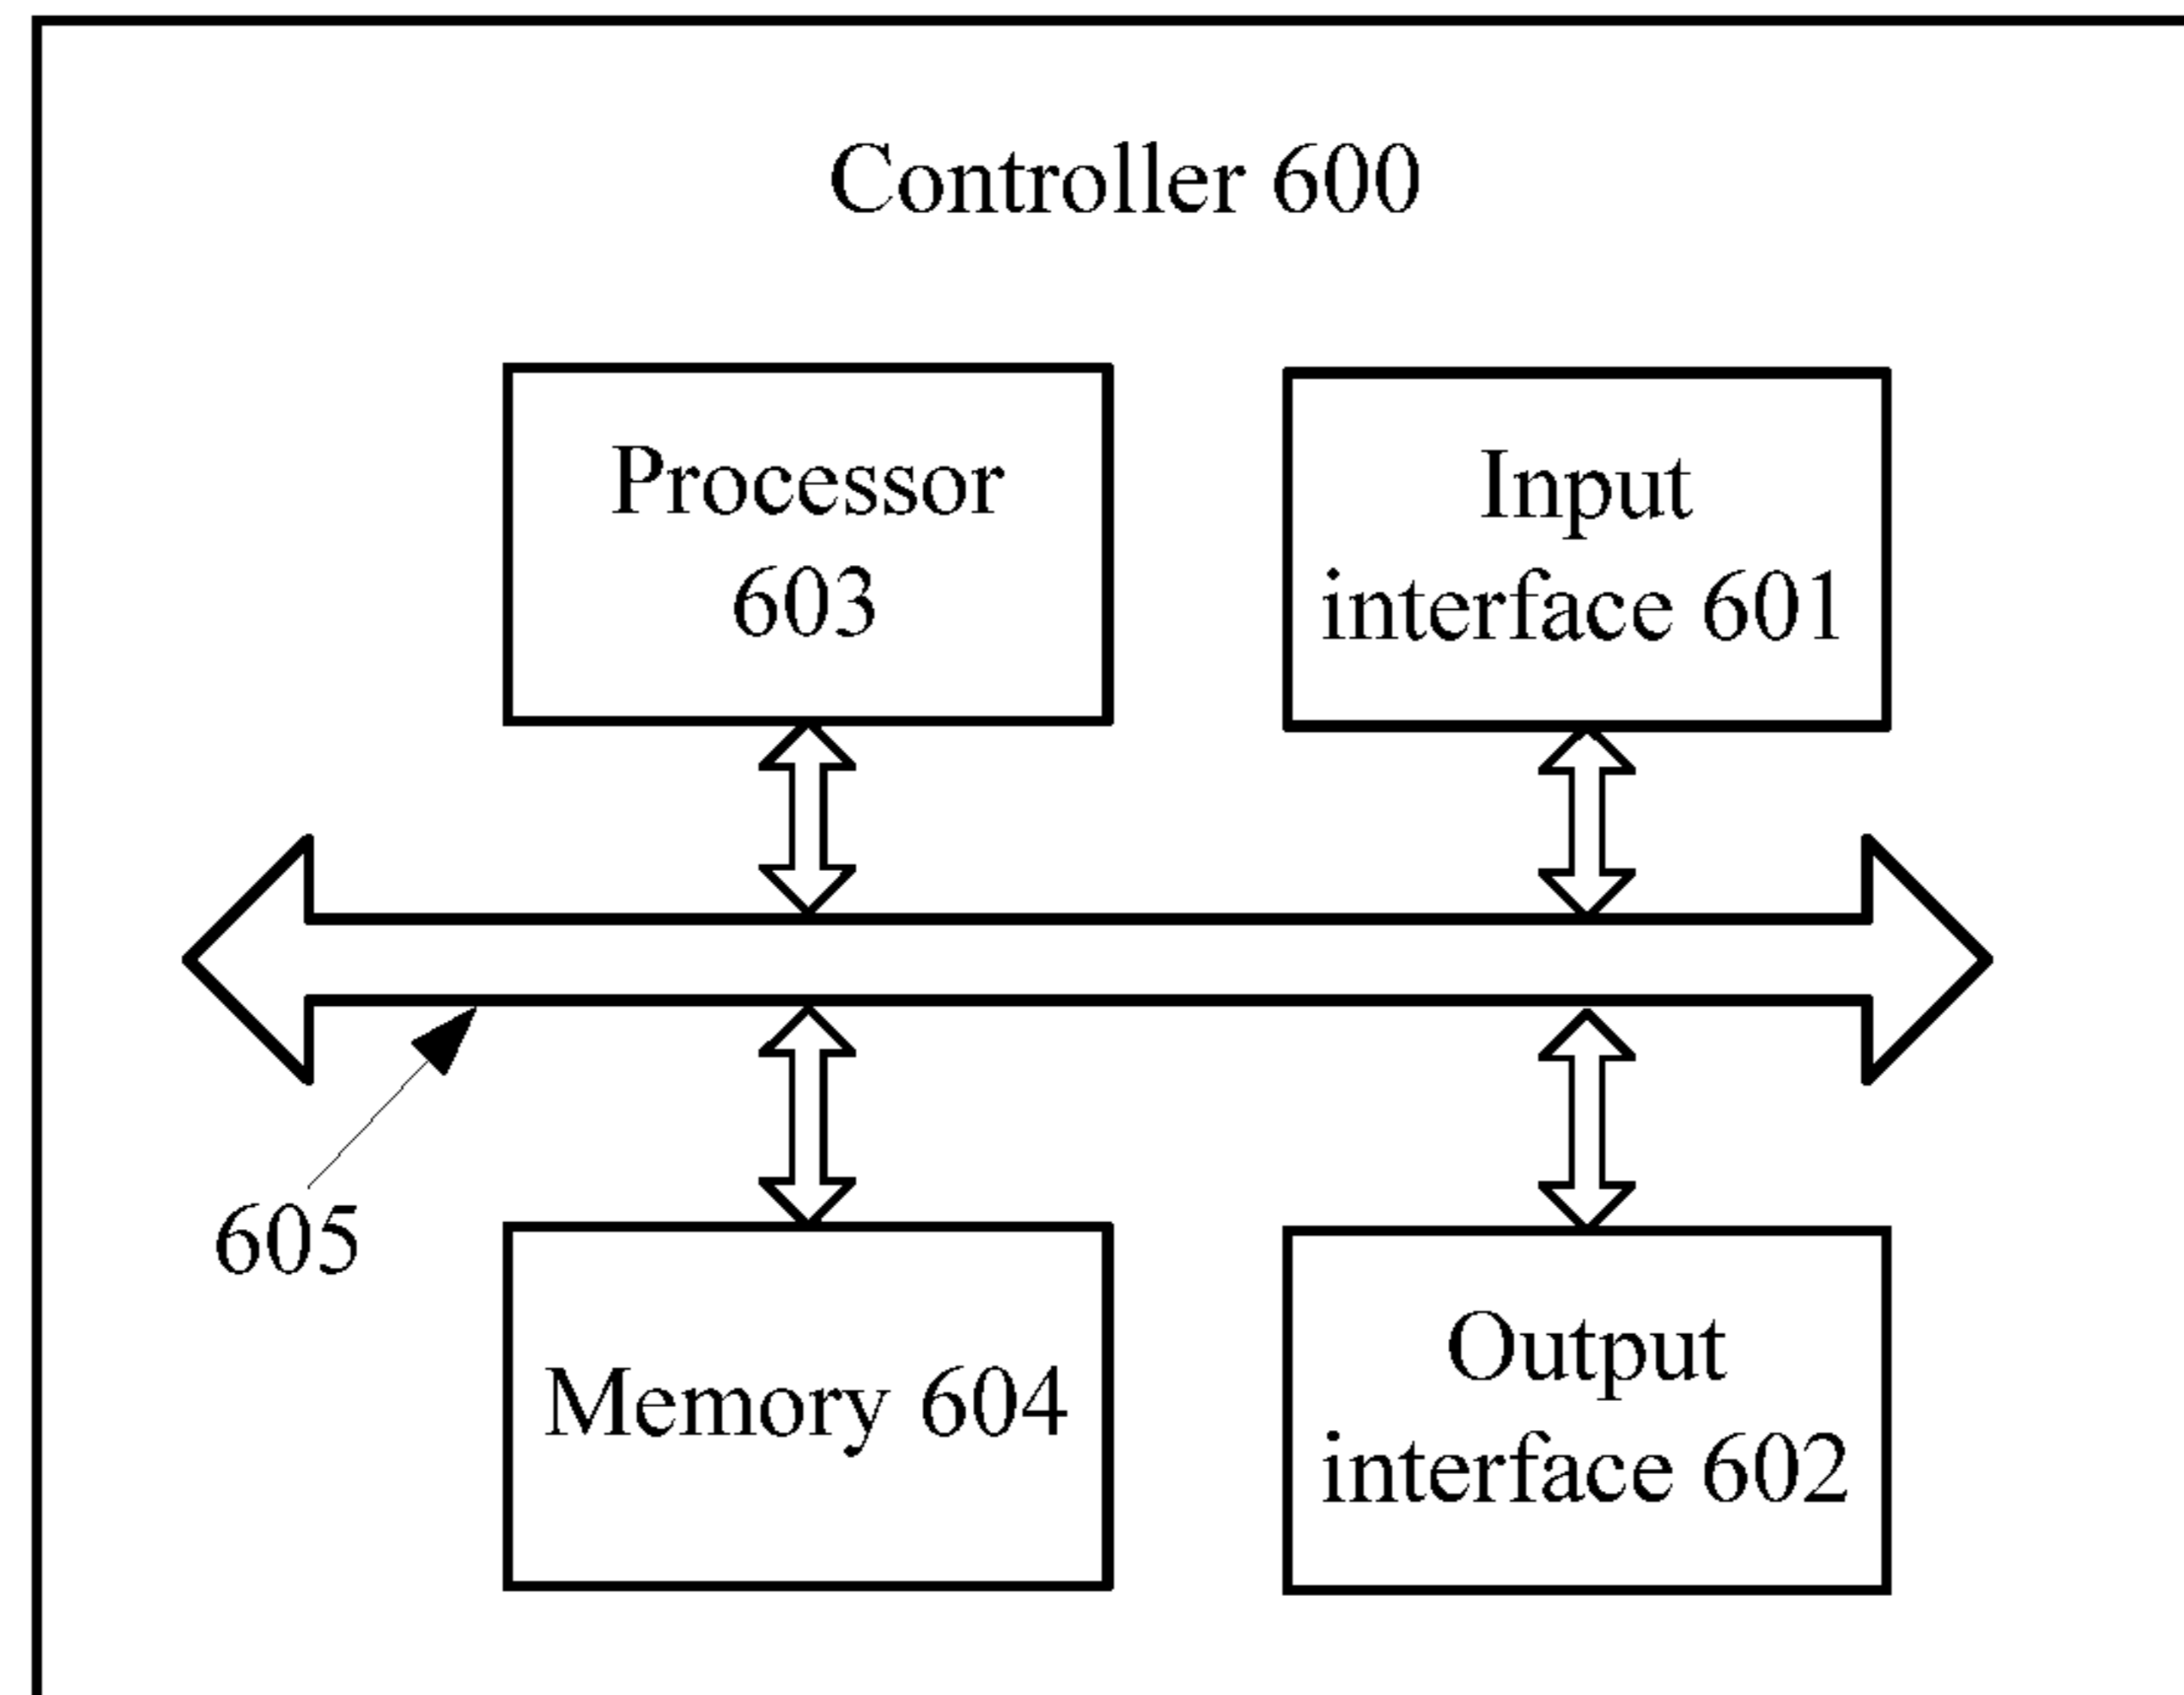 Controller 600
Processor
603
Input
interface 601
605
Memory 604
Output
interface 602